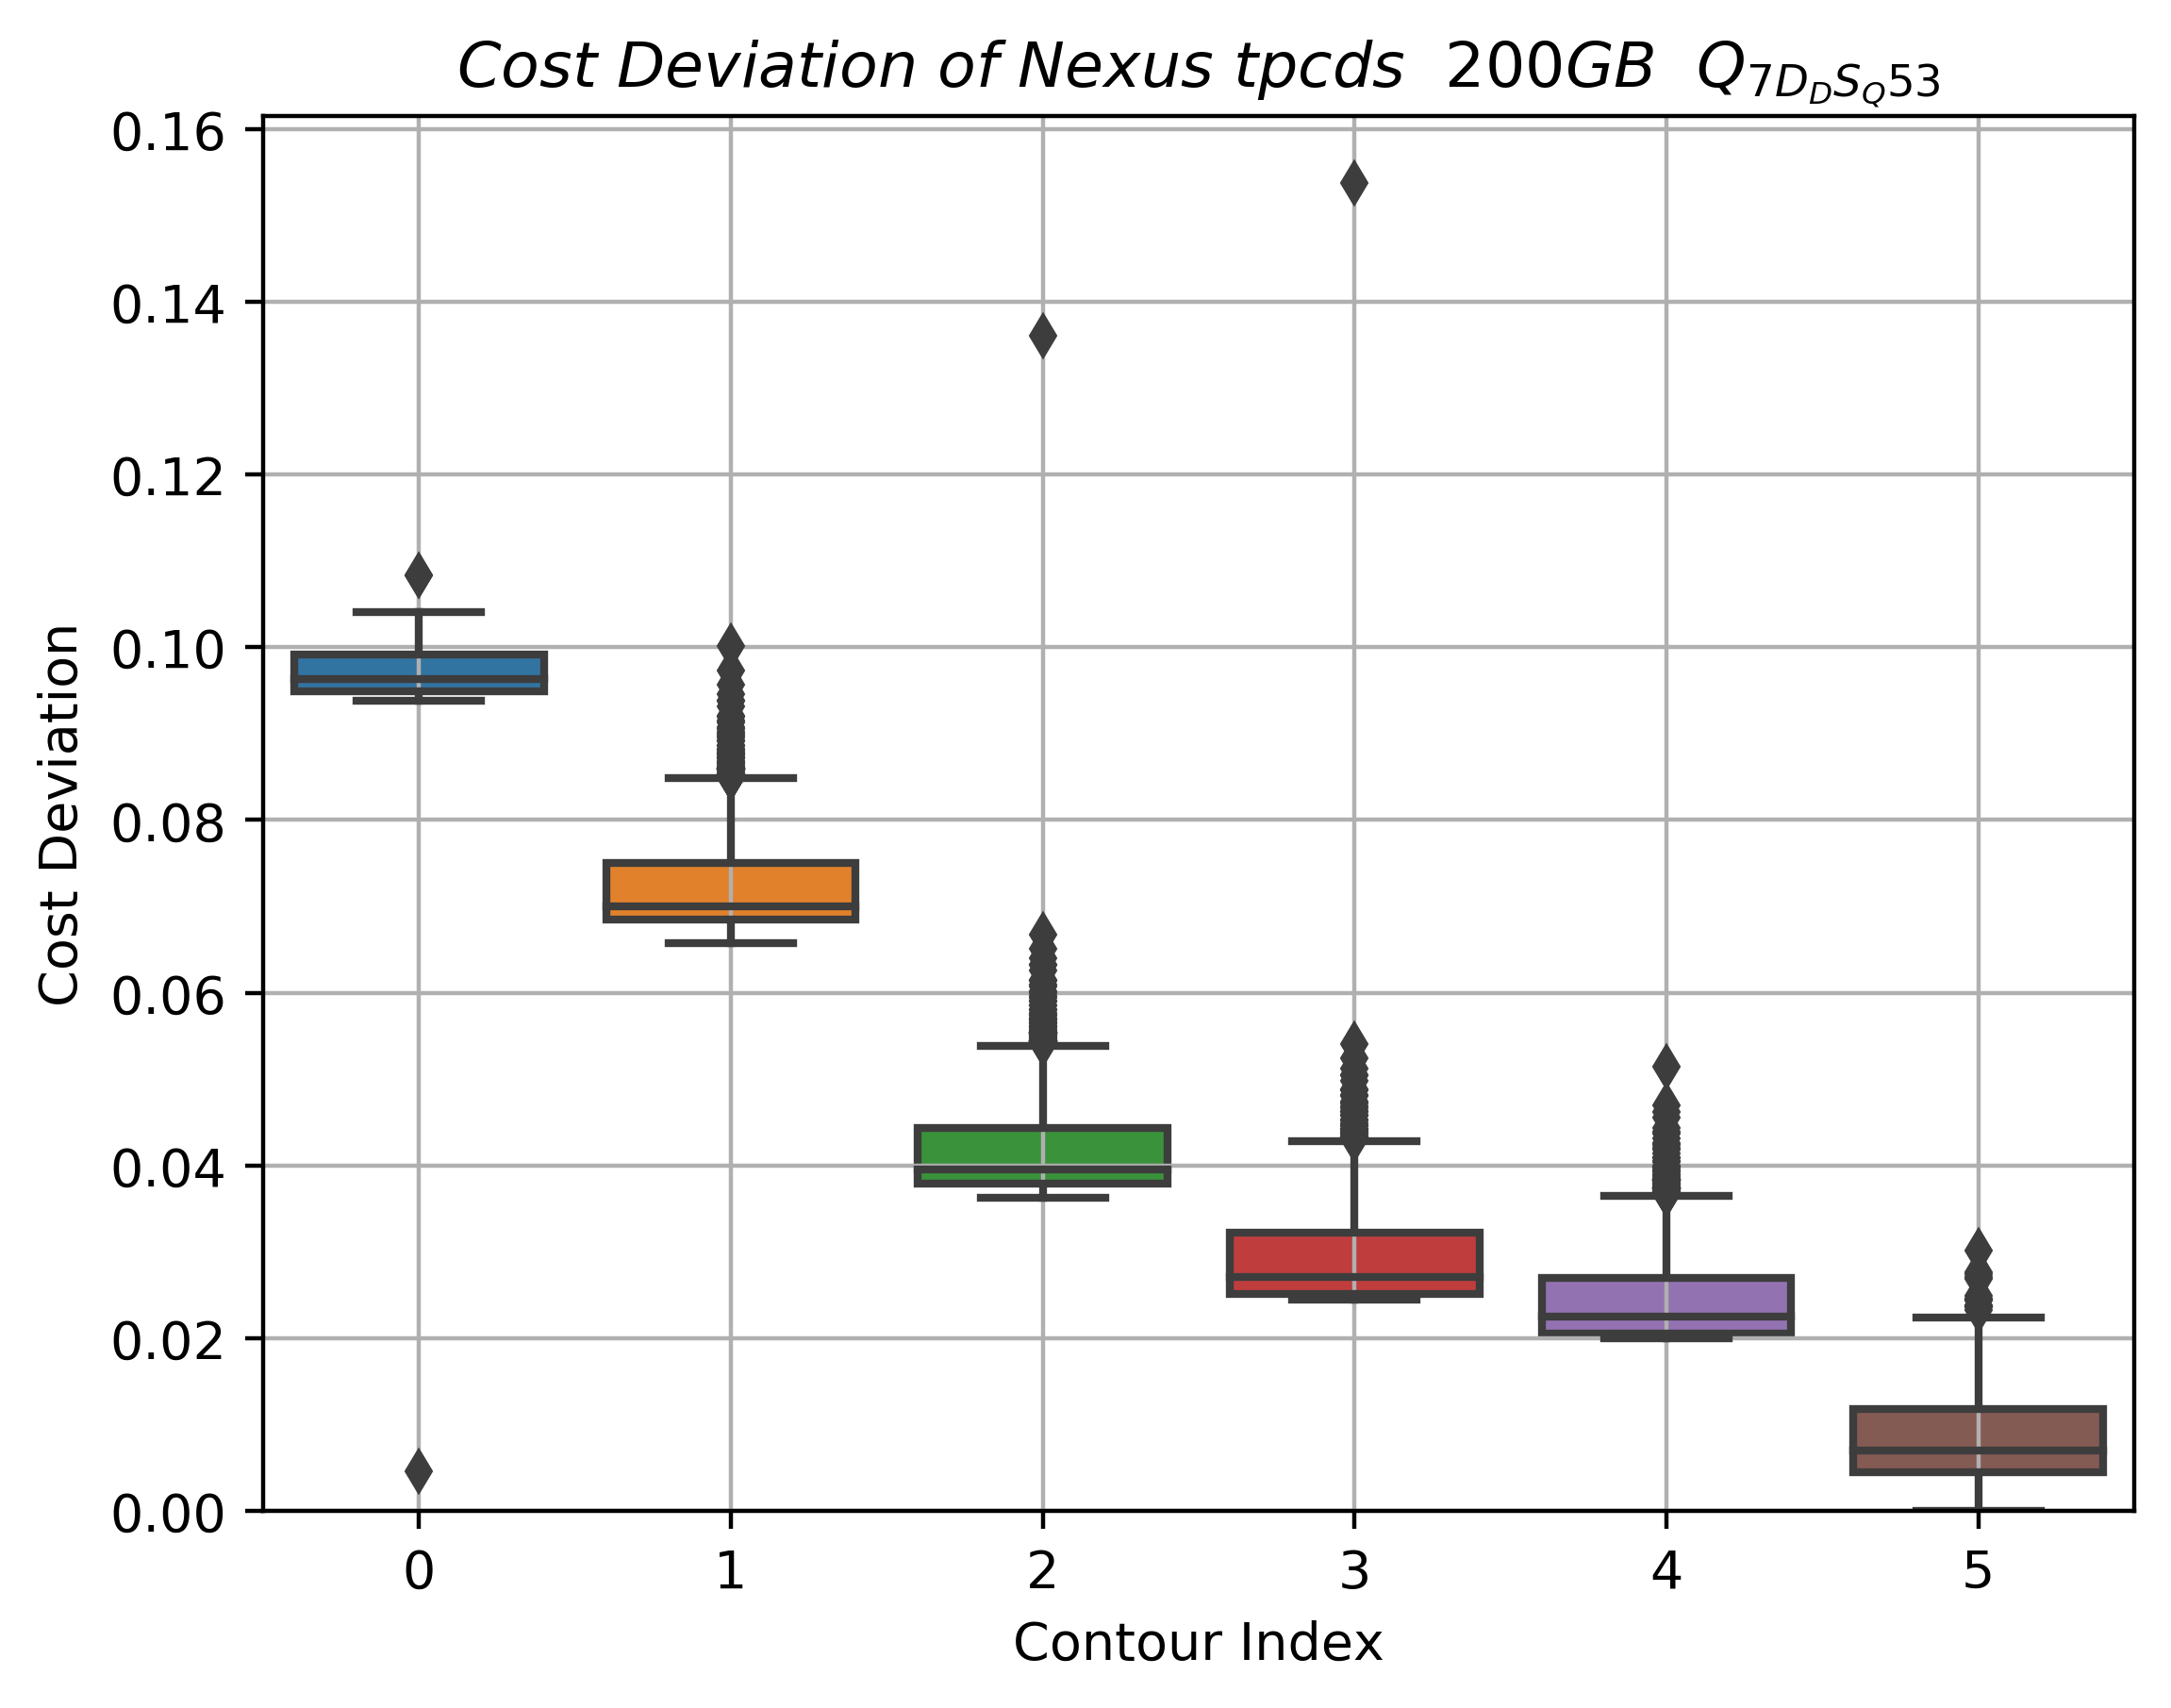 Cost Deviation of Nexus tpcds 200GB Q7D_DS_Q53
0.16
0.14
0.12
0.10
0.08
0.06
0.04
0.02
0.00
Cost Deviation
0 1 2 3 4 5
Contour Index